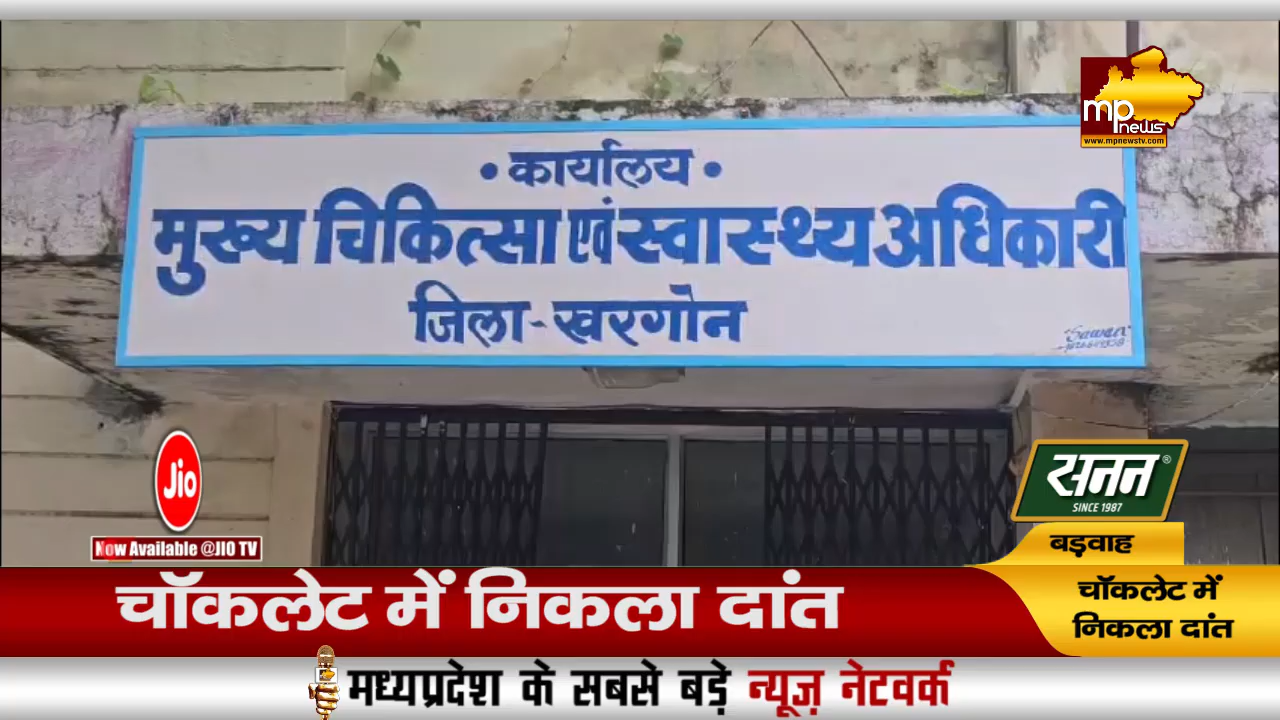 mp
news
www.mpnewstv.com
• कार्यालय •
मुख्य चिकित्सा एवं स्वास्थ्य अधिकारी
जिला-खरगोन
Sawan
Jio
Now Available @JIO TV
सनन®
SINCE 1987
बड़वाह
चॉकलेट में निकला दांत
चॉकलेट में
निकला दांत
मध्यप्रदेश के सबसे बड़े न्यूज़ नेटवर्क